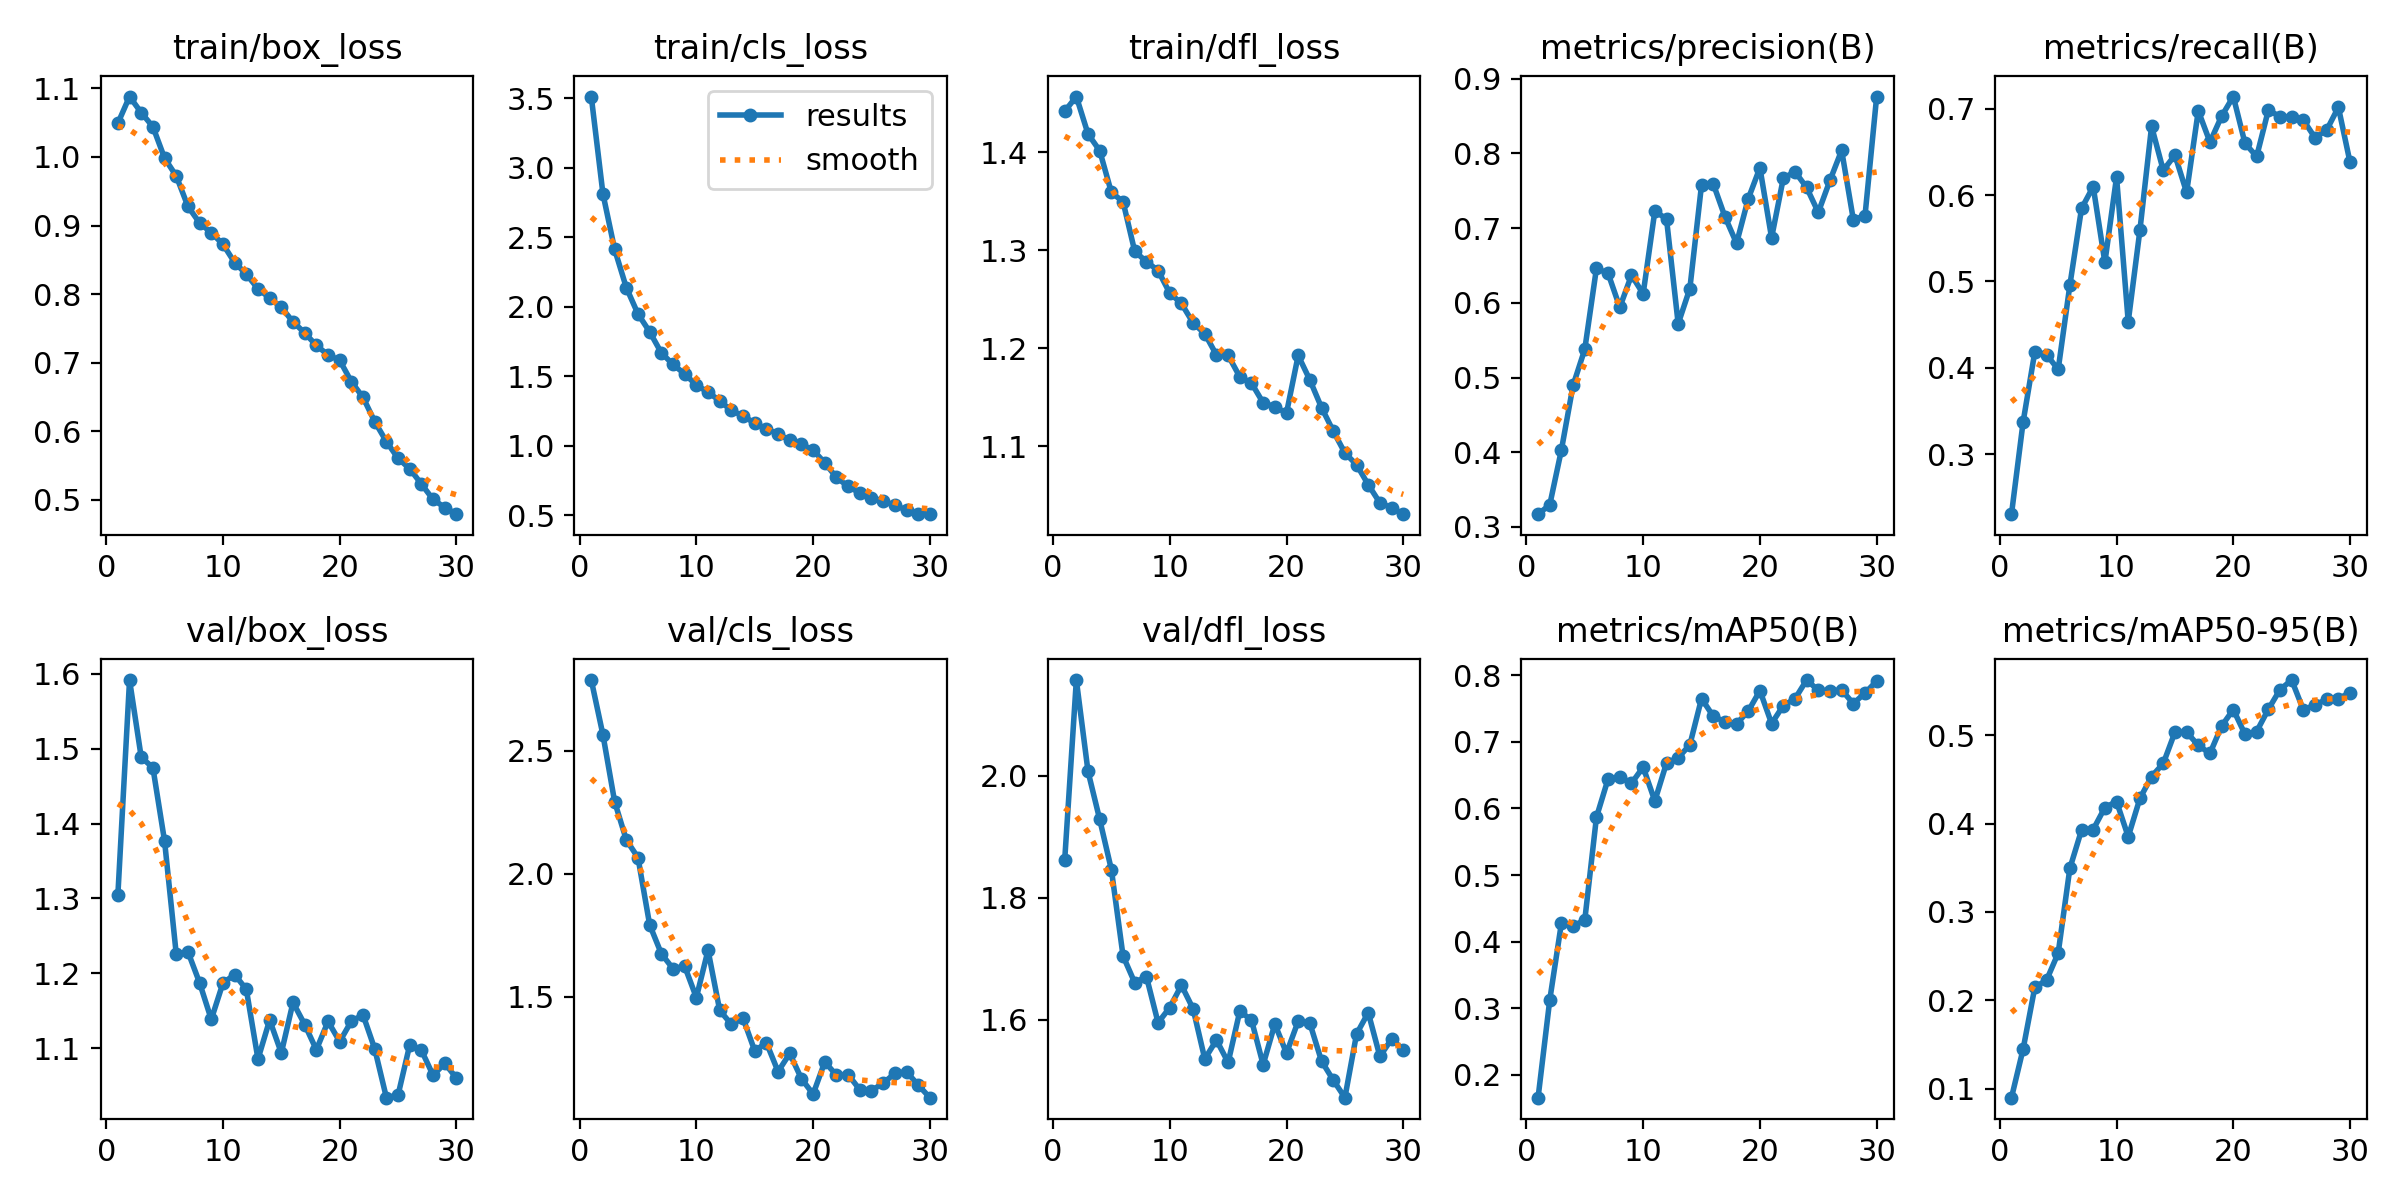 train/box_loss
1.1
1.0
0.9
0.8
0.7
0.6
0.5
0 10 20 30
train/cls_loss
results
smooth
3.5
3.0
2.5
2.0
1.5
1.0
0.5
0 10 20 30
train/dfl_loss
1.4
1.3
1.2
1.1
0 10 20 30
metrics/precision(B)
0.9
0.8
0.7
0.6
0.5
0.4
0.3
0 10 20 30
metrics/recall(B)
0.7
0.6
0.5
0.4
0.3
0 10 20 30
val/box_loss
1.6
1.5
1.4
1.3
1.2
1.1
0 10 20 30
val/cls_loss
2.5
2.0
1.5
0 10 20 30
val/dfl_loss
2.0
1.8
1.6
0 10 20 30
metrics/mAP50(B)
0.8
0.7
0.6
0.5
0.4
0.3
0.2
0 10 20 30
metrics/mAP50-95(B)
0.5
0.4
0.3
0.2
0.1
0 10 20 30